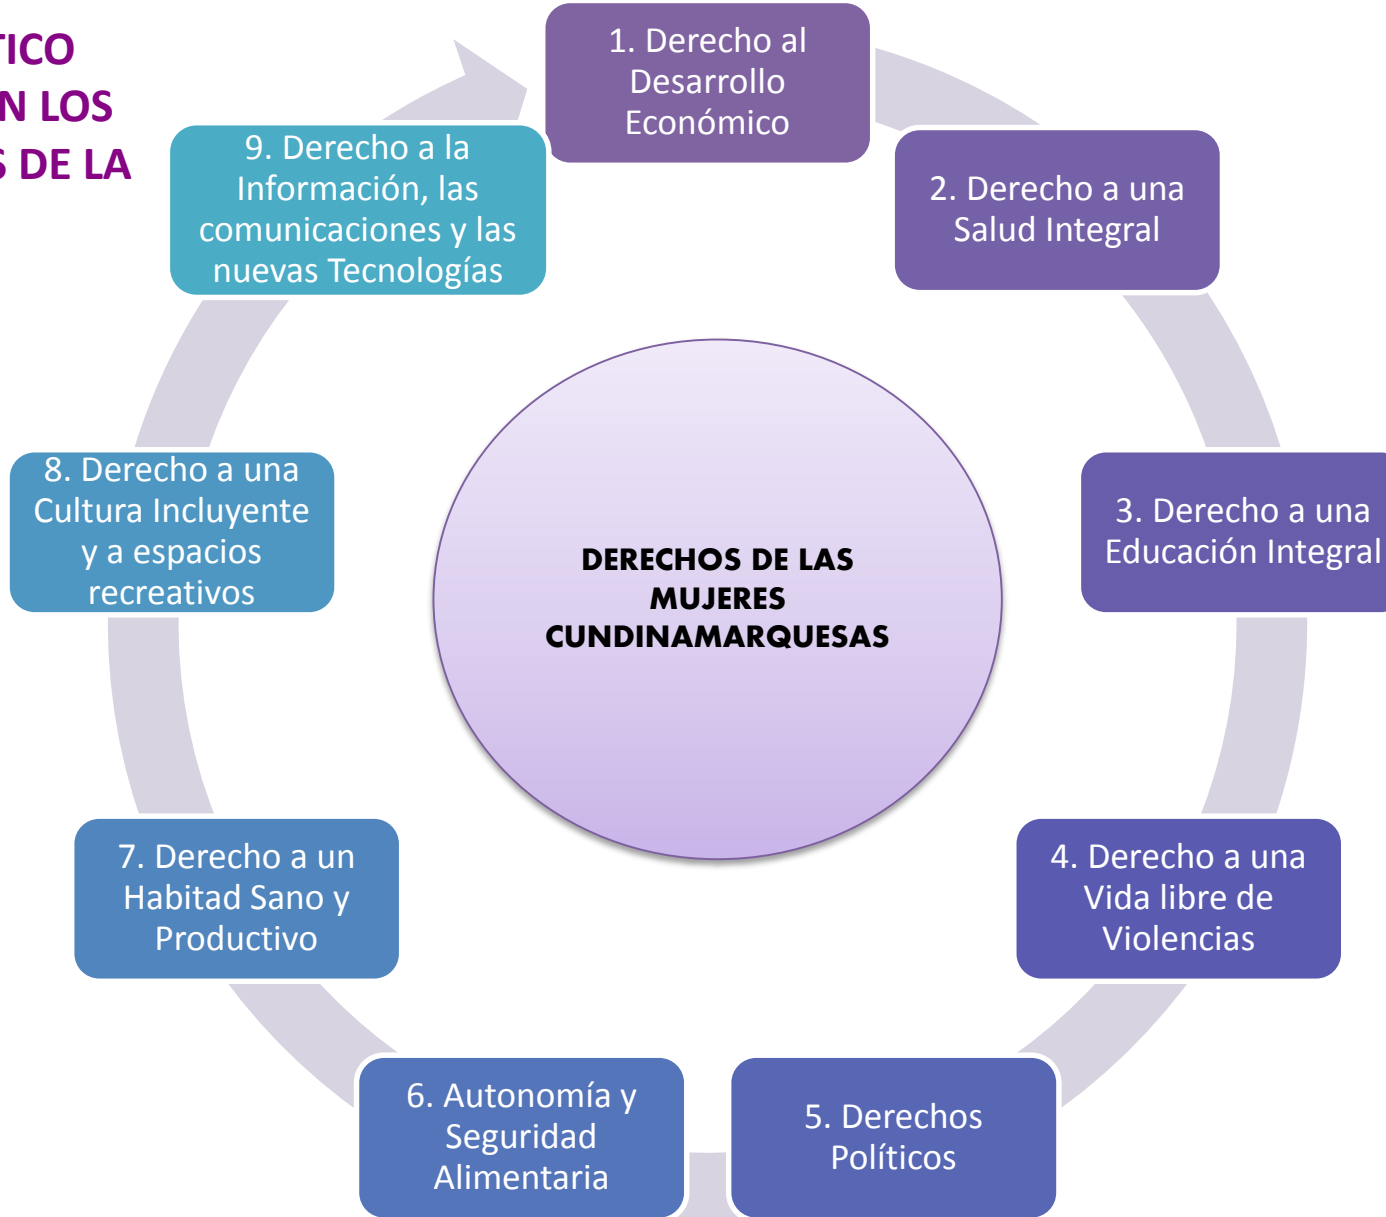 TICO
N LOS
S DE LA
1. Derecho al
Desarrollo
Económico
2. Derecho a una
Salud Integral
3. Derecho a una
Educación Integral
4. Derecho a una
Vida libre de
Violencias
5. Derechos
Políticos
6. Autonomía y
Seguridad
Alimentaria
7. Derecho a un
Habitad Sano y
Productivo
8. Derecho a una
Cultura Incluyente
y a espacios
recreativos
9. Derecho a la
Información, las
comunicaciones y las
nuevas Tecnologías
DERECHOS DE LAS
MUJERES
CUNDINAMARQUESAS